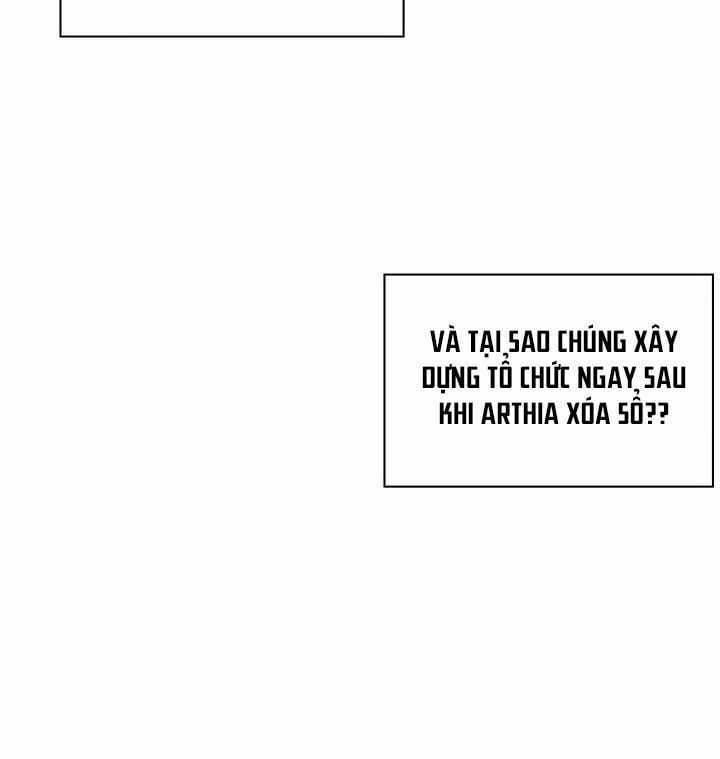 VÀ TẠI SAO CHÚNG XÂY
DỰNG TỔ CHỨC NGAY SAU
KHI ARTHIA XÓA SỔ??